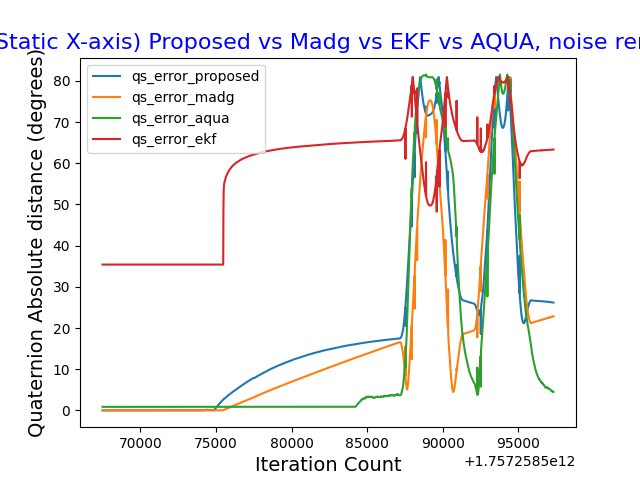 Static X-axis) Proposed vs Madg vs EKF vs AQUA, noise
Quaternion Absolute distance (degrees)
80
70
60
50
40
30
20
10
0
qs_error_proposed
qs_error_madg
qs_error_aqua
qs_error_ekf
70000 75000 80000 85000 90000 95000
+1.7572585e12
Iteration Count